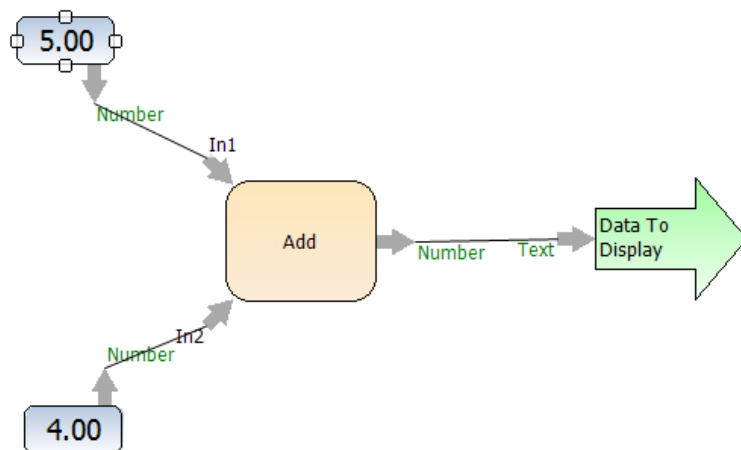 5.00
Number
In1
Add
Number
Text
Data To
Display
In2
Number
4.00